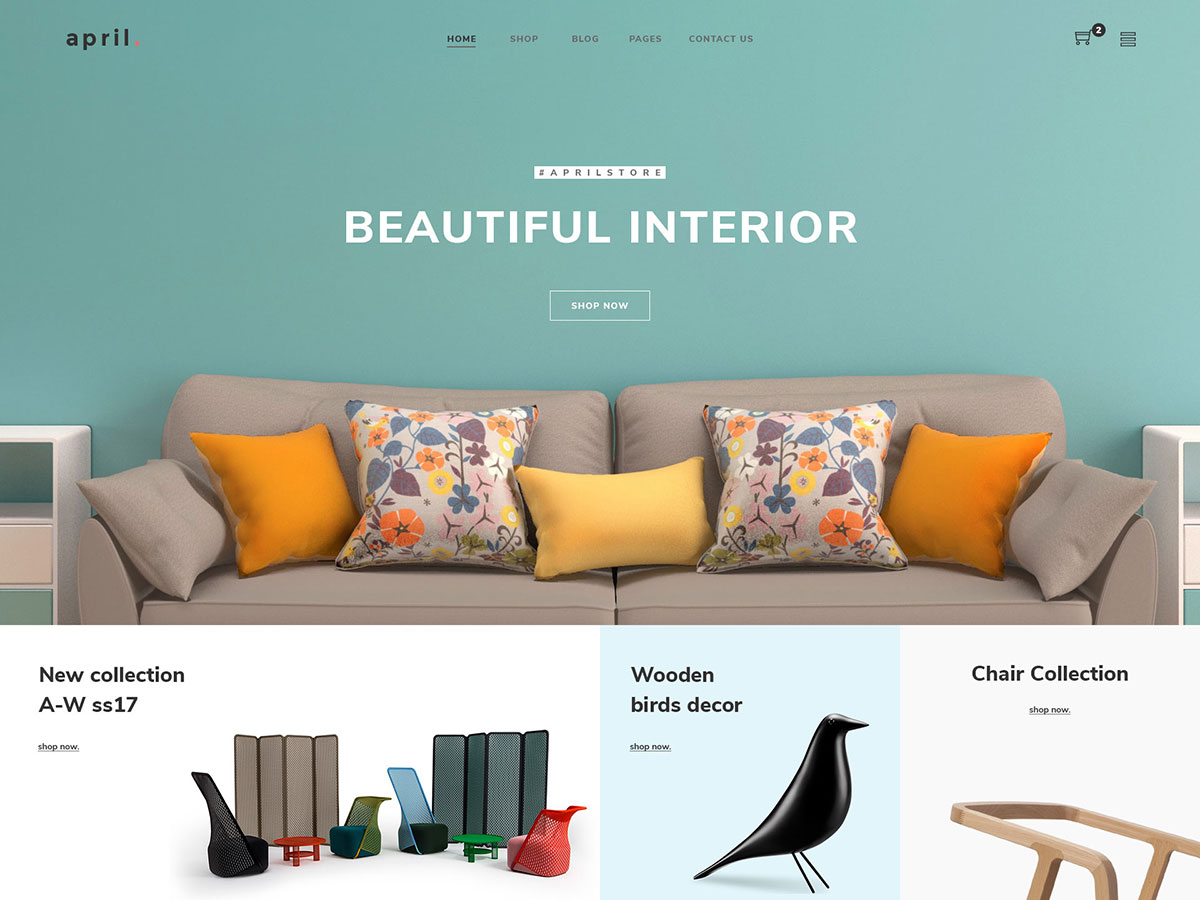 april.
HOME SHOP BLOG PAGES CONTACT US
2
#APRILSTORE
BEAUTIFUL INTERIOR
SHOP NOW
New collection
A-W ss17
shop now.
Wooden
birds decor
shop now.
Chair Collection
shop now.